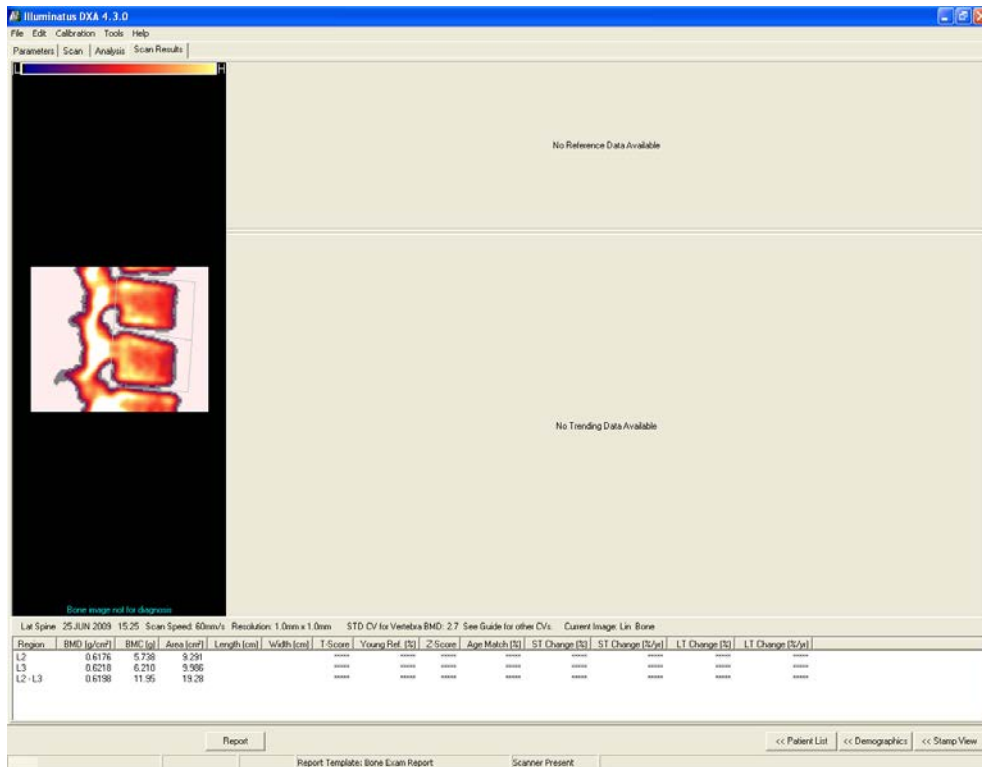 Illuminatus DXA 4.3.0
File Edit Calibration Tools Help
Parameters Scan Analysis Scan Results
L H
No Reference Data Available
No Trending Data Available
Bone image not for diagnosis
Lat Spine 25 JUN 2009 15:25 Scan Speed: 60mm/s Resolution: 1.0mm x 1.0mm STD CV for Vertebra BMD: 2.7 See Guide for other CVs. Current Image: Lin Bone
Region BMD [g/cm²] BMC [g] Area [cm²] Length [cm] Width [cm] T-Score Young Ref. [%] Z-Score Age Match [%] ST Change [%] ST Change [%/yr] LT Change [%] LT Change [%/yr]
L2 0.6176 5.738 9.291 ***** ***** ***** ***** ***** ***** ***** *****
L3 0.6218 6.210 9.986 ***** ***** ***** ***** ***** ***** ***** *****
L2 - L3 0.6198 11.95 19.28 ***** ***** ***** ***** ***** ***** ***** *****
Report << Patient List << Demographics << Stamp View
Report Template: Bone Exam Report Scanner Present